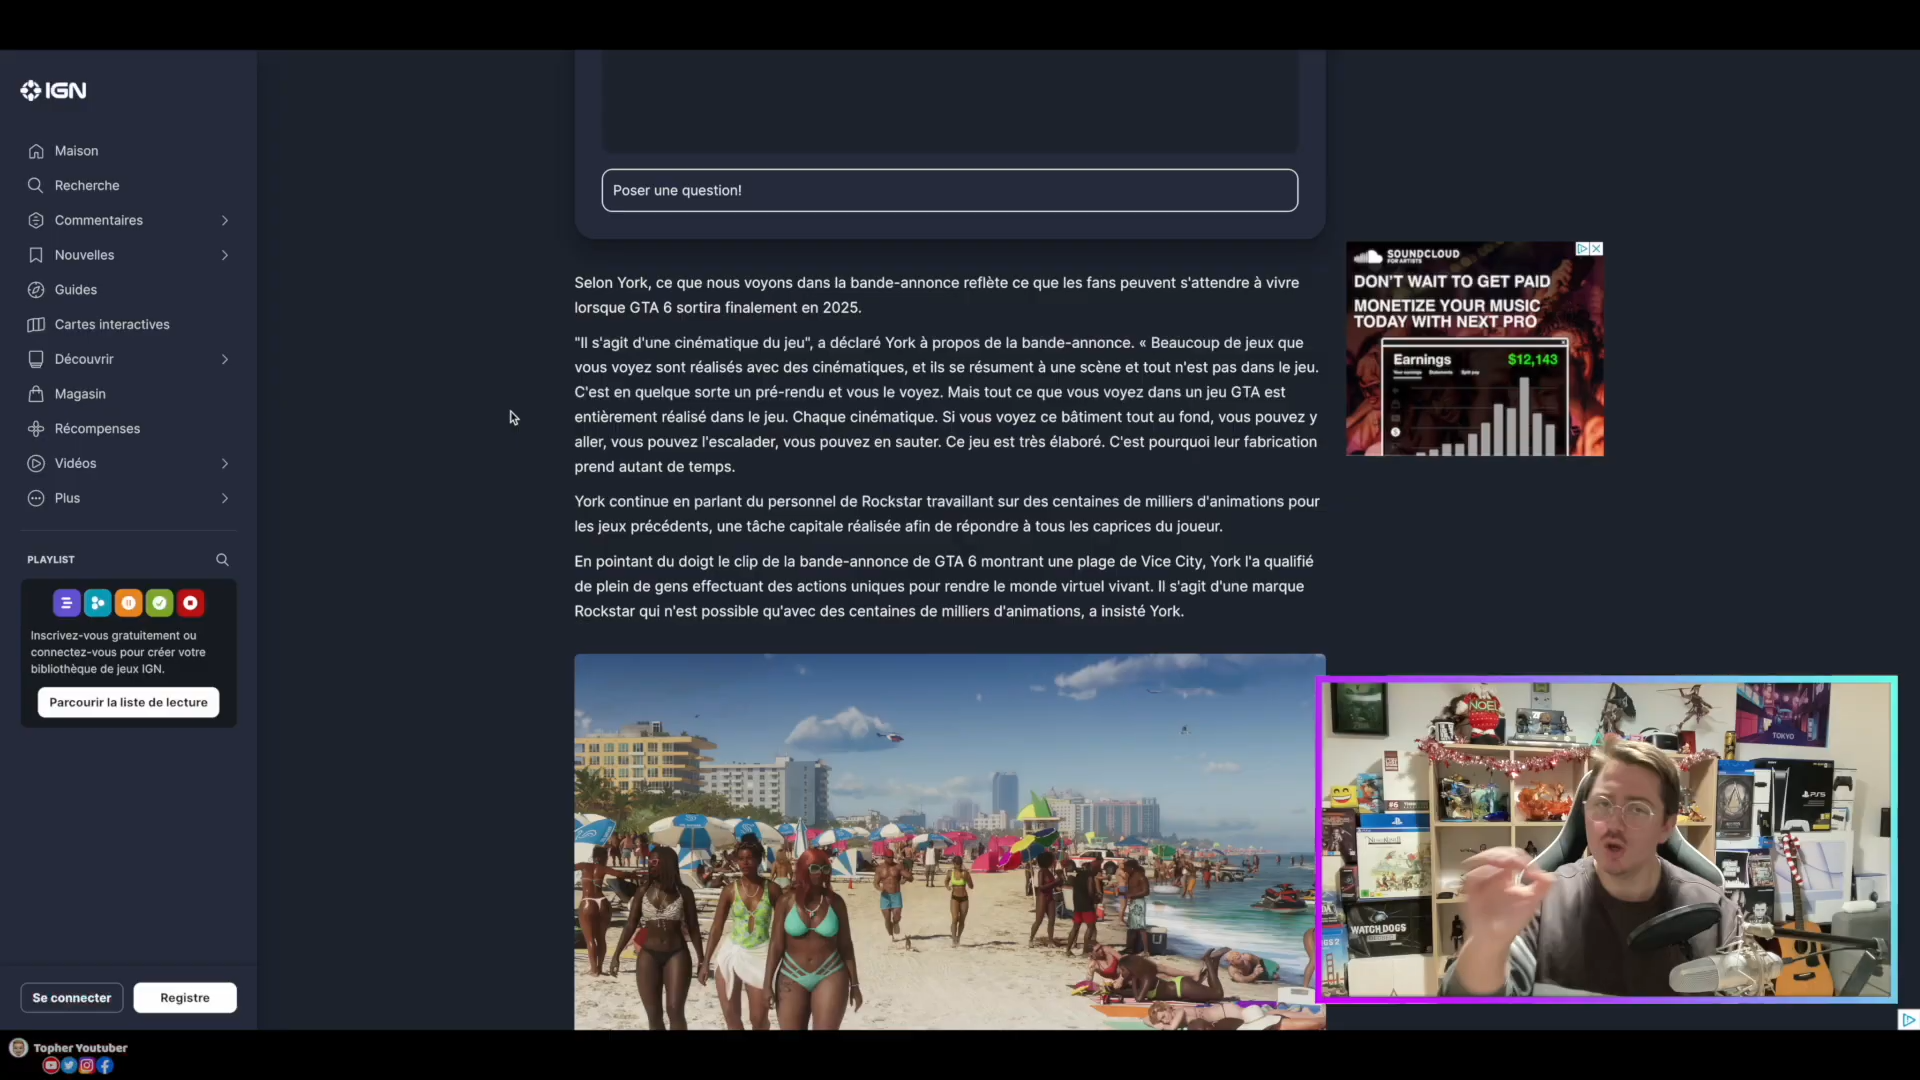 IGN
Maison
Recherche
Commentaires
Nouvelles
Guides
Cartes interactives
Découvrir
Magasin
Récompenses
Vidéos
Plus
PLAYLIST
Inscrivez-vous gratuitement ou
connectez-vous pour créer votre
bibliothèque de jeux IGN.
Parcourir la liste de lecture
Se connecter
Registre
Poser une question!
Selon York, ce que nous voyons dans la bande-annonce reflète ce que les fans peuvent s'attendre à vivre
lorsque GTA 6 sortira finalement en 2025.
"Il s'agit d'une cinématique du jeu", a déclaré York à propos de la bande-annonce. « Beaucoup de jeux que
vous voyez sont réalisés avec des cinématiques, et ils se résument à une scène et tout n'est pas dans le jeu.
C'est en quelque sorte un pré-rendu et vous le voyez. Mais tout ce que vous voyez dans un jeu GTA est
entièrement réalisé dans le jeu. Chaque cinématique. Si vous voyez ce bâtiment tout au fond, vous pouvez y
aller, vous pouvez l'escalader, vous pouvez en sauter. Ce jeu est très élaboré. C'est pourquoi leur fabrication
prend autant de temps.
York continue en parlant du personnel de Rockstar travaillant sur des centaines de milliers d'animations pour
les jeux précédents, une tâche capitale réalisée afin de répondre à tous les caprices du joueur.
En pointant du doigt le clip de la bande-annonce de GTA 6 montrant une plage de Vice City, York l'a qualifié
de plein de gens effectuant des actions uniques pour rendre le monde virtuel vivant. Il s'agit d'une marque
Rockstar qui n'est possible qu'avec des centaines de milliers d'animations, a insisté York.
SOUNDCLOUD
FOR ARTISTS
DON'T WAIT TO GET PAID
MONETIZE YOUR MUSIC
TODAY WITH NEXT PRO
Earnings $12,143
NOEL
TOKYO
PS5
WATCH DOGS
Topher Youtuber